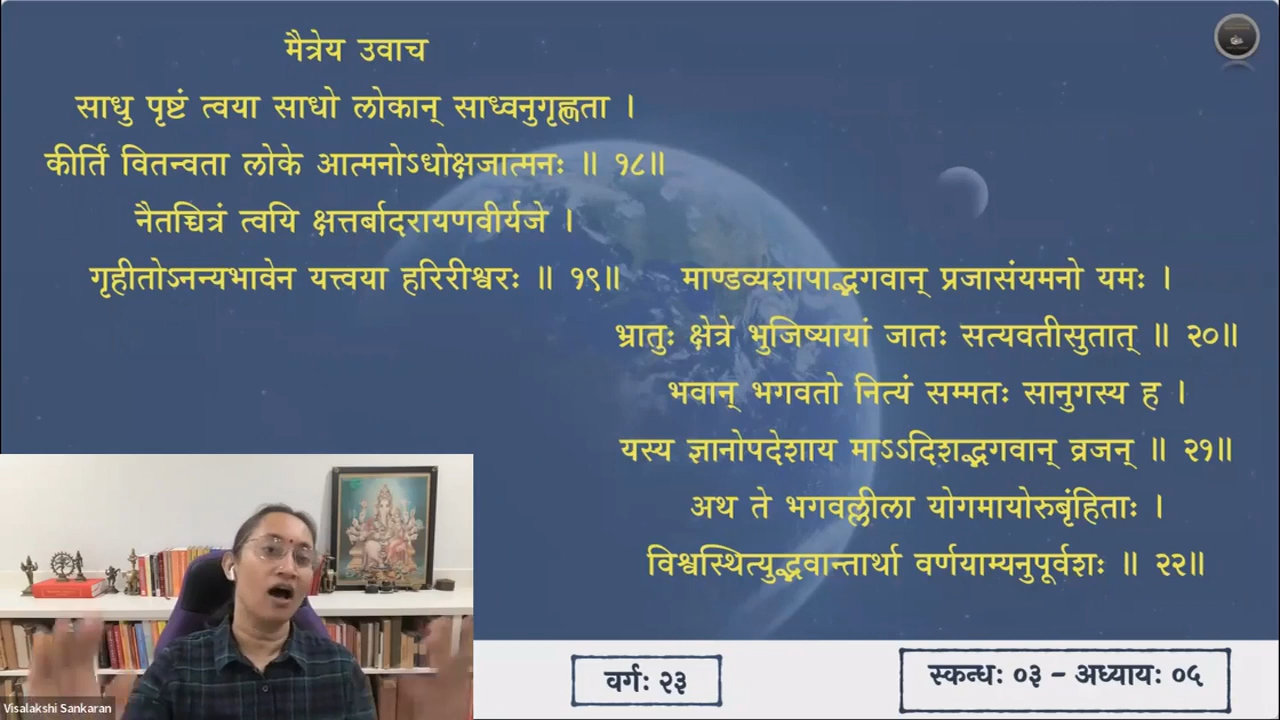 मैत्रेय उवाच
साधु पृष्टं त्वया साधो लोकान् साध्वनुगृह्णता ।
कीर्तिं वितन्वता लोके आत्मनोऽधोक्षजात्मनः ॥ १८॥
नैतच्चित्रं त्वयि क्षत्तर्बादरायणवीर्यजे ।
गृहीतोऽनन्यभावेन यत्त्वया हरिरीश्वरः ॥ १९॥
माण्डव्यशापाद्भगवान् प्रजासंयमनो यमः ।
भ्रातुः क्षेत्रे भुजिष्यायां जातः सत्यवतीसुतात् ॥ २०॥
भवान् भगवतो नित्यं सम्मतः सानुगस्य ह ।
यस्य ज्ञानोपदेशाय माऽऽदिशद्भगवान् व्रजन् ॥ २१॥
अथ ते भगवल्लीला योगमायोरुबृंहिताः ।
विश्वस्थित्युद्भवान्तार्था वर्णयाम्यनुपूर्वशः ॥ २२॥
Visalakshi Sankaran
वर्गः २३
स्कन्धः ०३ - अध्यायः ०५